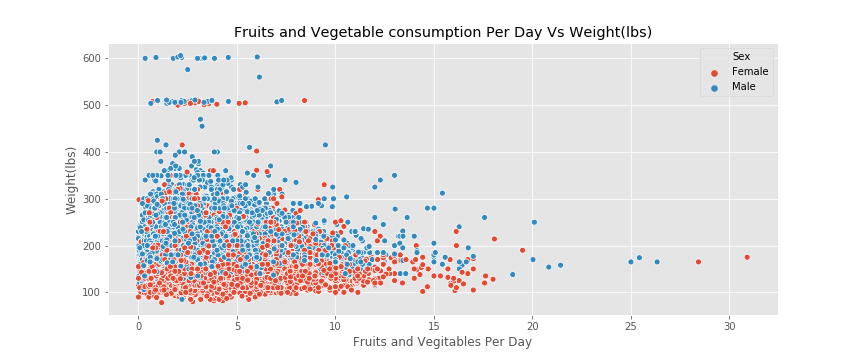 Fruits and Vegetable consumption Per Day Vs Weight(lbs)
Sex
Female
Male
Weight(lbs)
600
500
400
300
200
100
0
5
10
15
20
25
30
Fruits and Vegitables Per Day